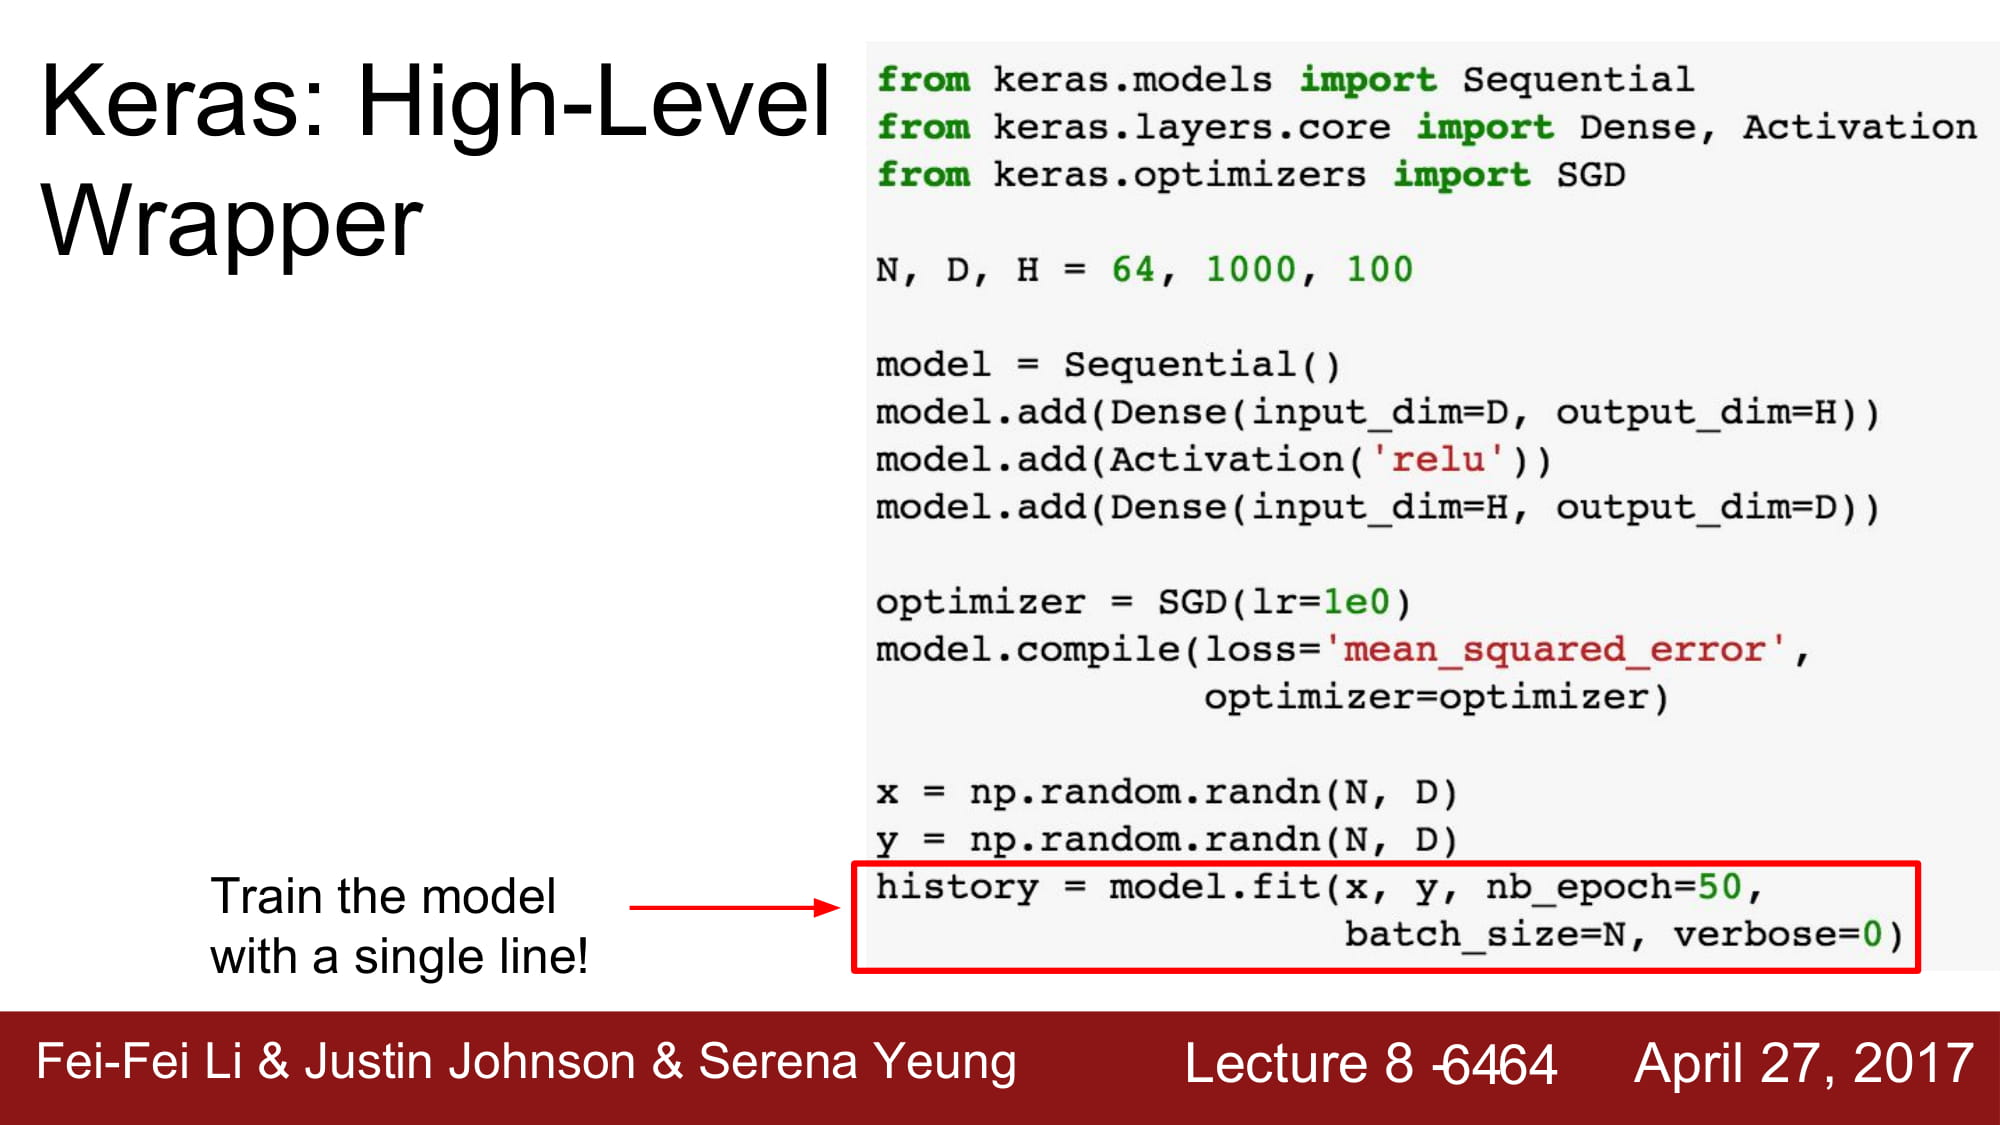 Keras: High-Level
Wrapper
from keras.models import Sequential
from keras.layers.core import Dense, Activation
from keras.optimizers import SGD
N, D, H = 64, 1000, 100
model = Sequential()
model.add(Dense(input_dim=D, output_dim=H))
model.add(Activation('relu'))
model.add(Dense(input_dim=H, output_dim=D))
optimizer = SGD(lr=1e0)
model.compile(loss='mean_squared_error',
optimizer=optimizer)
x = np.random.randn(N, D)
y = np.random.randn(N, D)
history = model.fit(x, y, nb_epoch=50,
batch_size=N, verbose=0)
Train the model
with a single line!
Fei-Fei Li & Justin Johnson & Serena Yeung
Lecture 8 -6464
April 27, 2017